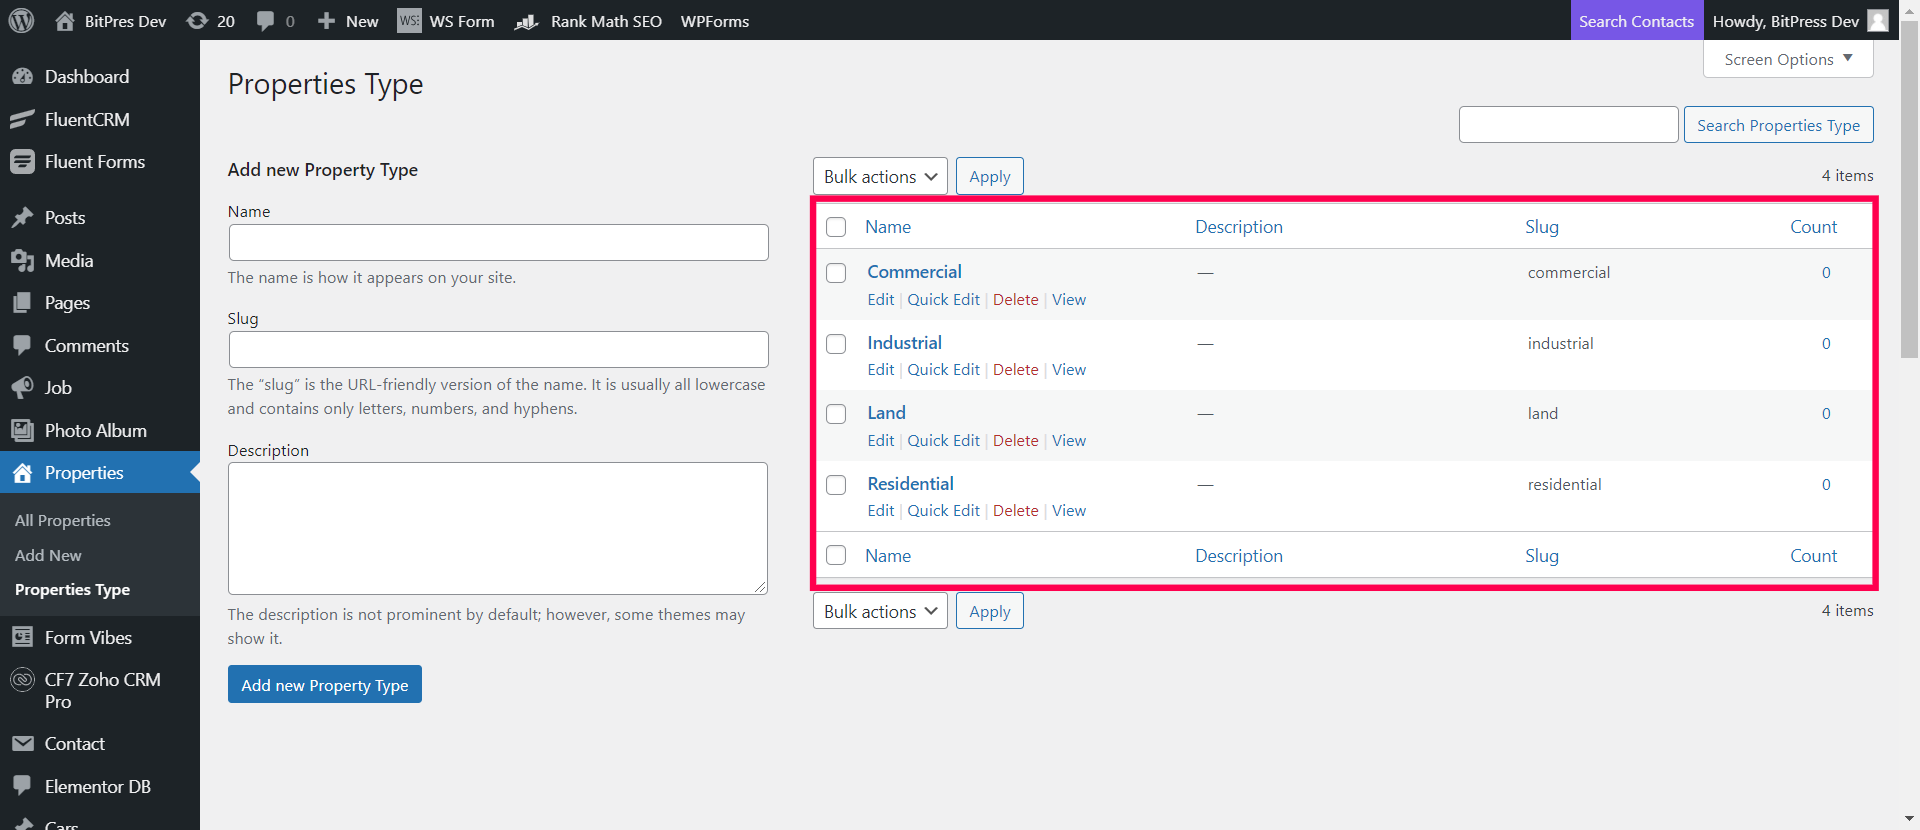 BitPres Dev 20 0 New WS Form Rank Math SEO WPForms Search Contacts Howdy, BitPress Dev
Dashboard
FluentCRM
Fluent Forms
Posts
Media
Pages
Comments
Job
Photo Album
Properties
All Properties
Add New
Properties Type
Form Vibes
CF7 Zoho CRM
Pro
Contact
Elementor DB
Cars
Screen Options
Properties Type
Search Properties Type
Add new Property Type
Name
The name is how it appears on your site.
Slug
The “slug” is the URL-friendly version of the name. It is usually all lowercase
and contains only letters, numbers, and hyphens.
Description
The description is not prominent by default; however, some themes may
show it.
Add new Property Type
Bulk actions Apply 4 items
Name Description Slug Count
Commercial — commercial 0
Edit | Quick Edit | Delete | View
Industrial — industrial 0
Edit | Quick Edit | Delete | View
Land — land 0
Edit | Quick Edit | Delete | View
Residential — residential 0
Edit | Quick Edit | Delete | View
Name Description Slug Count
Bulk actions Apply 4 items